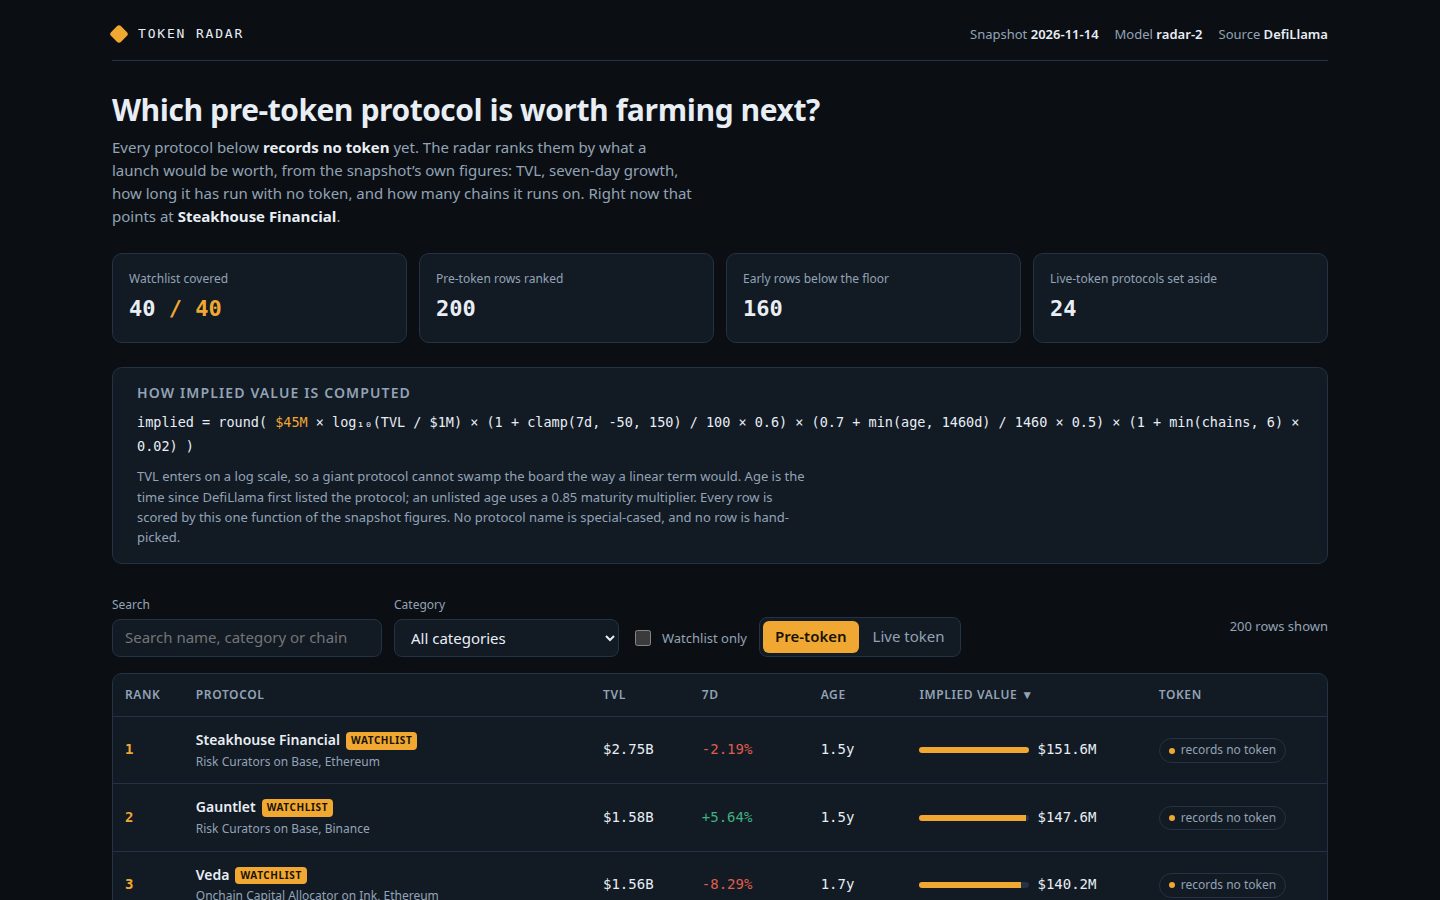 TOKEN RADAR
Snapshot 2026-11-14 Model radar-2 Source DefiLlama
Which pre-token protocol is worth farming next?
Every protocol below records no token yet. The radar ranks them by what a
launch would be worth, from the snapshot's own figures: TVL, seven-day growth,
how long it has run with no token, and how many chains it runs on. Right now that
points at Steakhouse Financial.
Watchlist covered
40 / 40
Pre-token rows ranked
200
Early rows below the floor
160
Live-token protocols set aside
24
HOW IMPLIED VALUE IS COMPUTED
implied = round( $45M × log₁₀(TVL / $1M) × (1 + clamp(7d, -50, 150) / 100 × 0.6) × (0.7 + min(age, 1460d) / 1460 × 0.5) × (1 + min(chains, 6) ×
0.02) )
TVL enters on a log scale, so a giant protocol cannot swamp the board the way a linear term would. Age is the
time since DefiLlama first listed the protocol; an unlisted age uses a 0.85 maturity multiplier. Every row is
scored by this one function of the snapshot figures. No protocol name is special-cased, and no row is hand-
picked.
Search
Category
Search name, category or chain
All categories
Watchlist only
Pre-token
Live token
200 rows shown
RANK PROTOCOL TVL 7D AGE IMPLIED VALUE ▼ TOKEN
1 Steakhouse Financial WATCHLIST $2.75B -2.19% 1.5y $151.6M records no token
Risk Curators on Base, Ethereum
2 Gauntlet WATCHLIST $1.58B +5.64% 1.5y $147.6M records no token
Risk Curators on Base, Binance
3 Veda WATCHLIST $1.56B -8.29% 1.7y $140.2M records no token
Onchain Capital Allocator on Ink, Ethereum